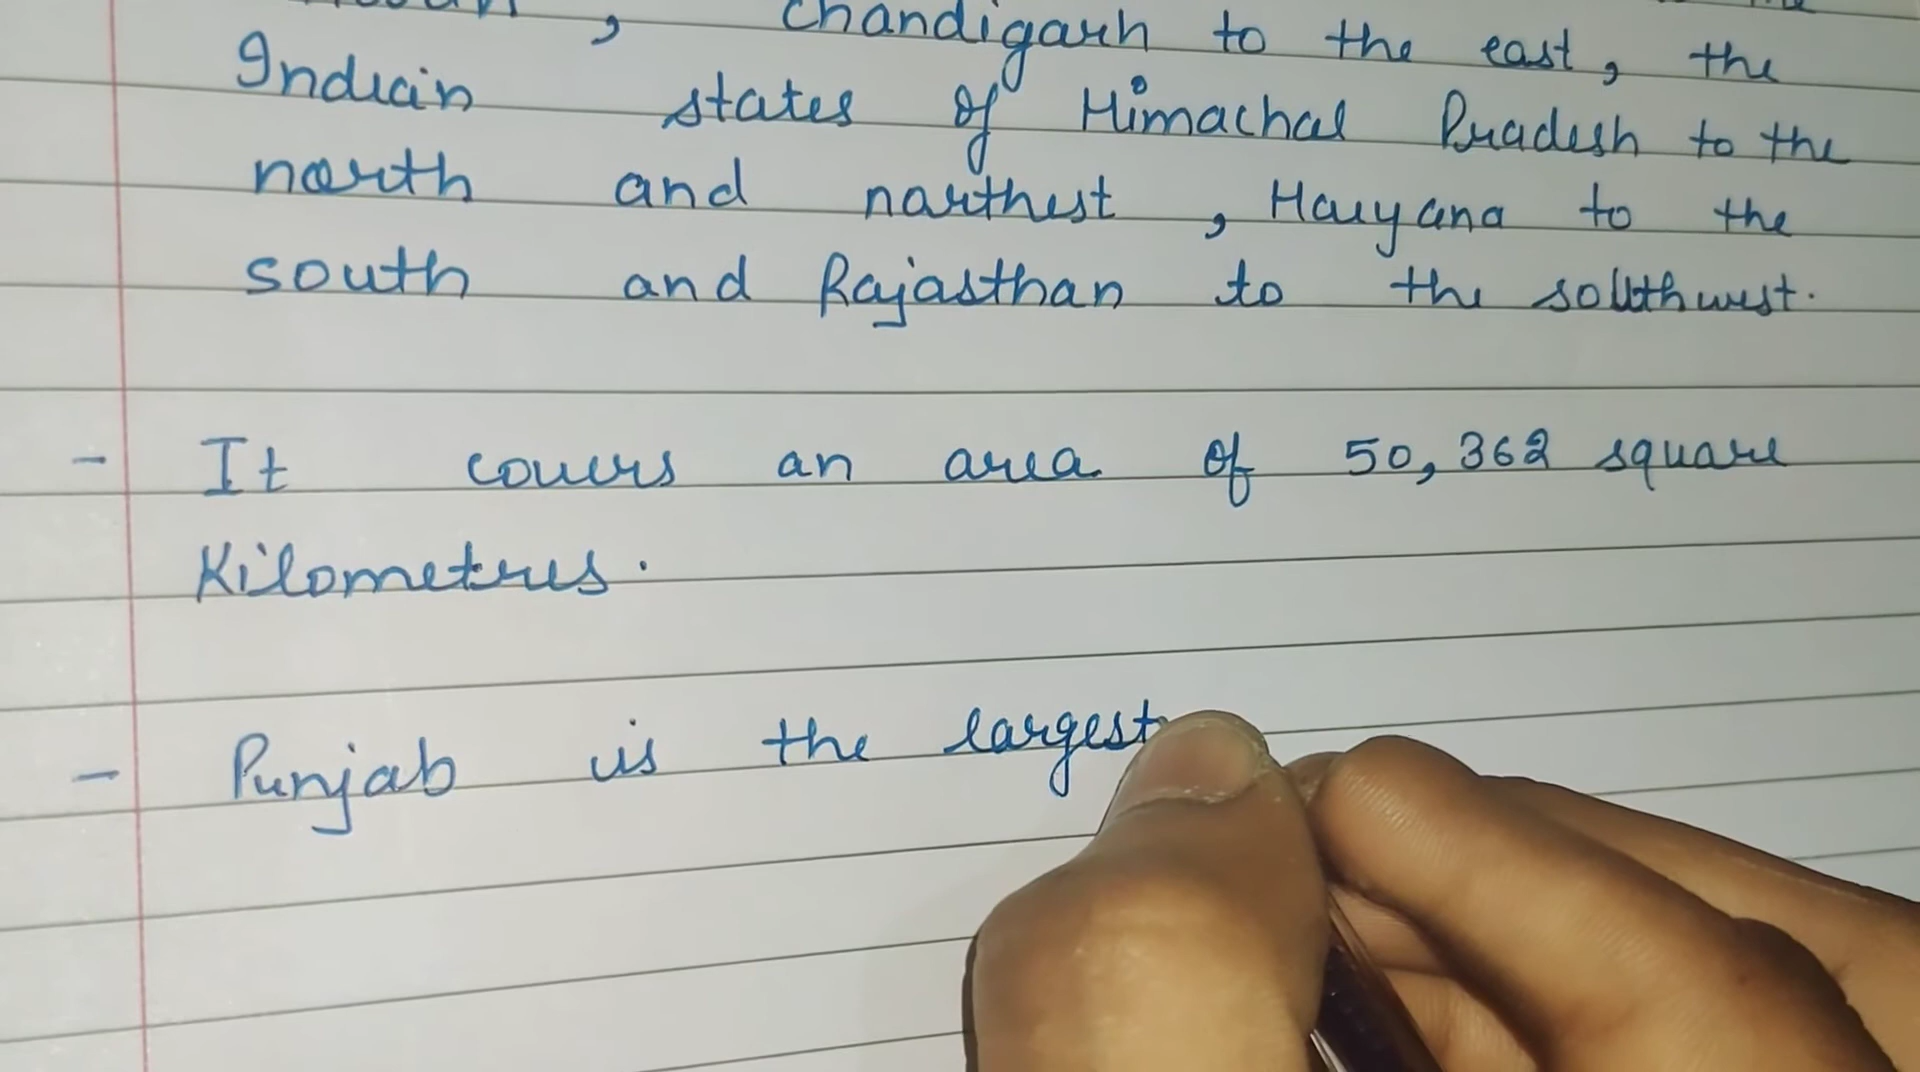 , Chandigarh to the east, the
Indian states of Himachal Pradesh to the
north and northest, Haryana to the
south and Rajasthan to the southwest.
- It covers an area of 50,362 square
Kilometres.
- Punjab is the largest